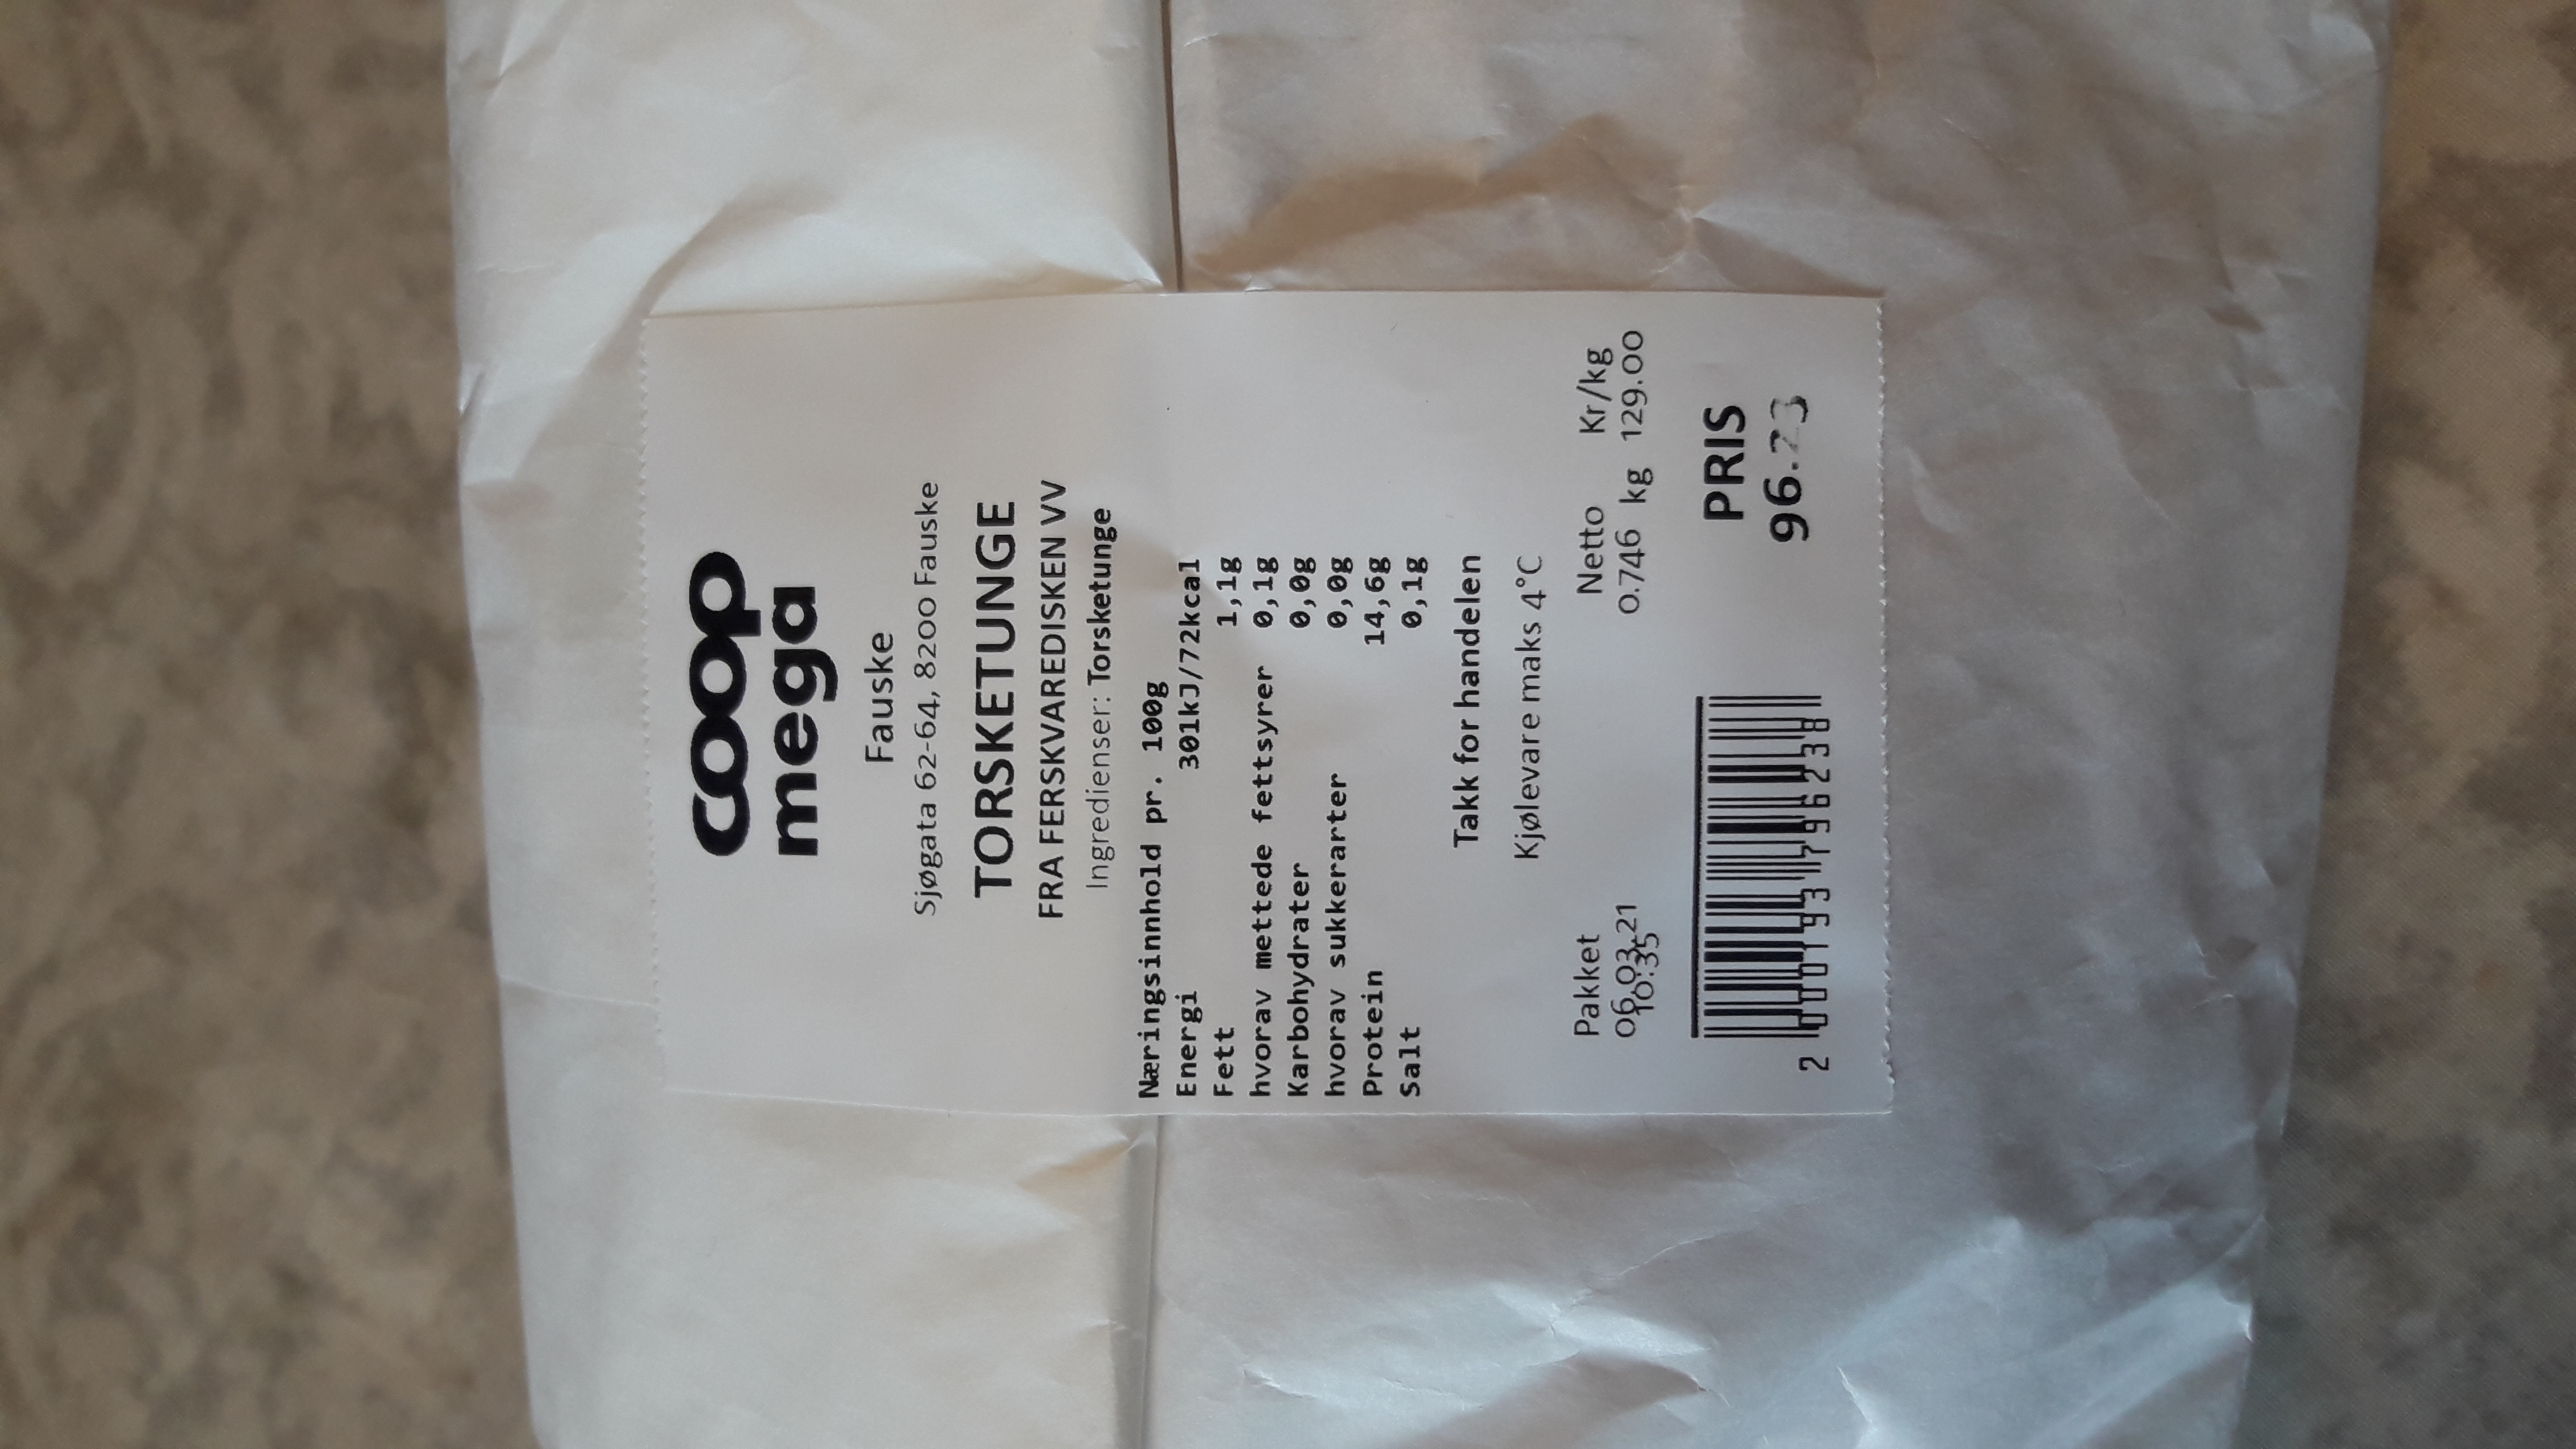 coop
mega
Fauske
Sjøgata 62-64, 8200 Fauske
TORSKETUNGE
FRA FERSKVAREDISKEN VV
Ingredienser: Torsketunge
Næringsinnhold pr. 100g
Energi 301kJ/72kcal
Fett 1,1g
hvorav mettede fettsyrer 0,1g
Karbohydrater 0,0g
hvorav sukkerarter 0,0g
Protein 14,6g
Salt 0,1g
Takk for handelen
Kjølevare maks 4°C
Pakket Netto Kr/kg
06.03.21 0.746 kg 129.00
10:35
PRIS
96.23
2 001937 96238